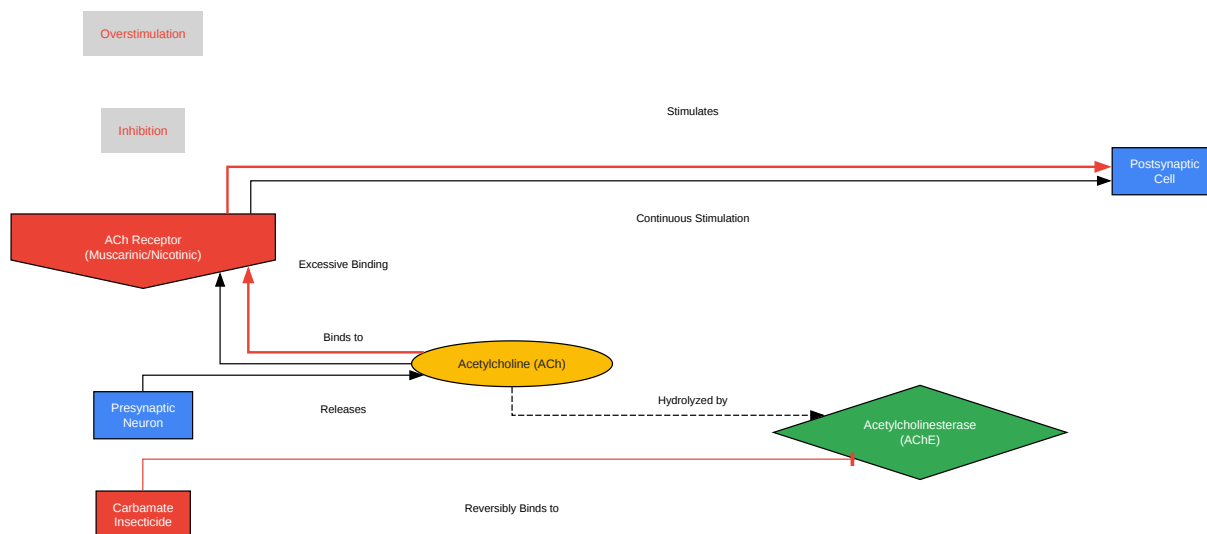 Overstimulation
Stimulates
Inhibition
Postsynaptic
Cell
Continuous Stimulation
ACh Receptor
(Muscarinic/Nicotinic)
Excessive Binding
Binds to
Acetylcholine (ACh)
Presynaptic
Neuron
Releases
Hydrolyzed by
Acetylcholinesterase
(AChE)
Carbamate
Insecticide
Reversibly Binds to